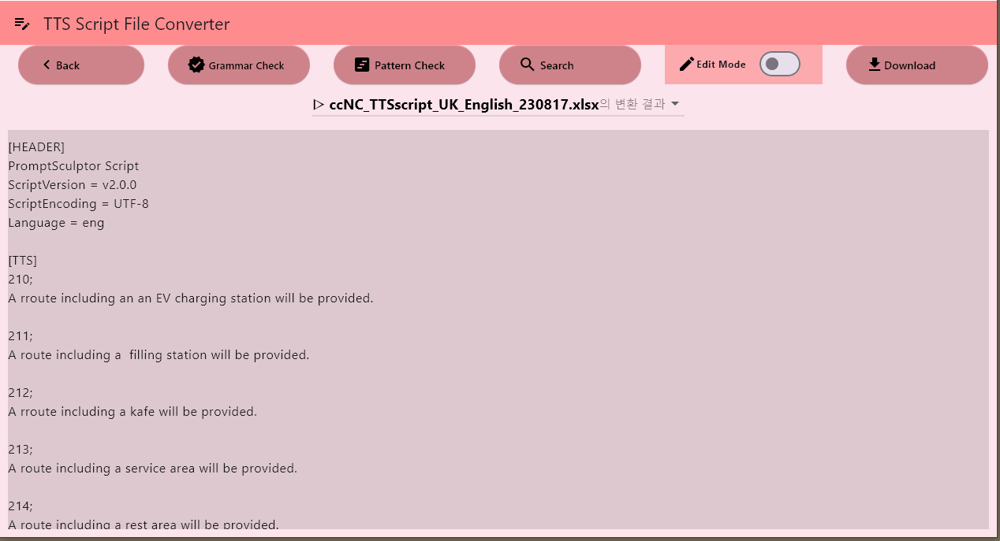 TTS Script File Converter
Back
Grammar Check
Pattern Check
Search
Edit Mode
Download
ccNC_TTSscript_UK_English_230817.xlsx의 변환 결과
[HEADER]
PromptSculptor Script
ScriptVersion = v2.0.0
ScriptEncoding = UTF-8
Language = eng
[TTS]
210;
A rroute including an an EV charging station will be provided.
211;
A route including a  filling station will be provided.
212;
A rroute including a kafe will be provided.
213;
A route including a service area will be provided.
214;
A route including a rest area will be provided.